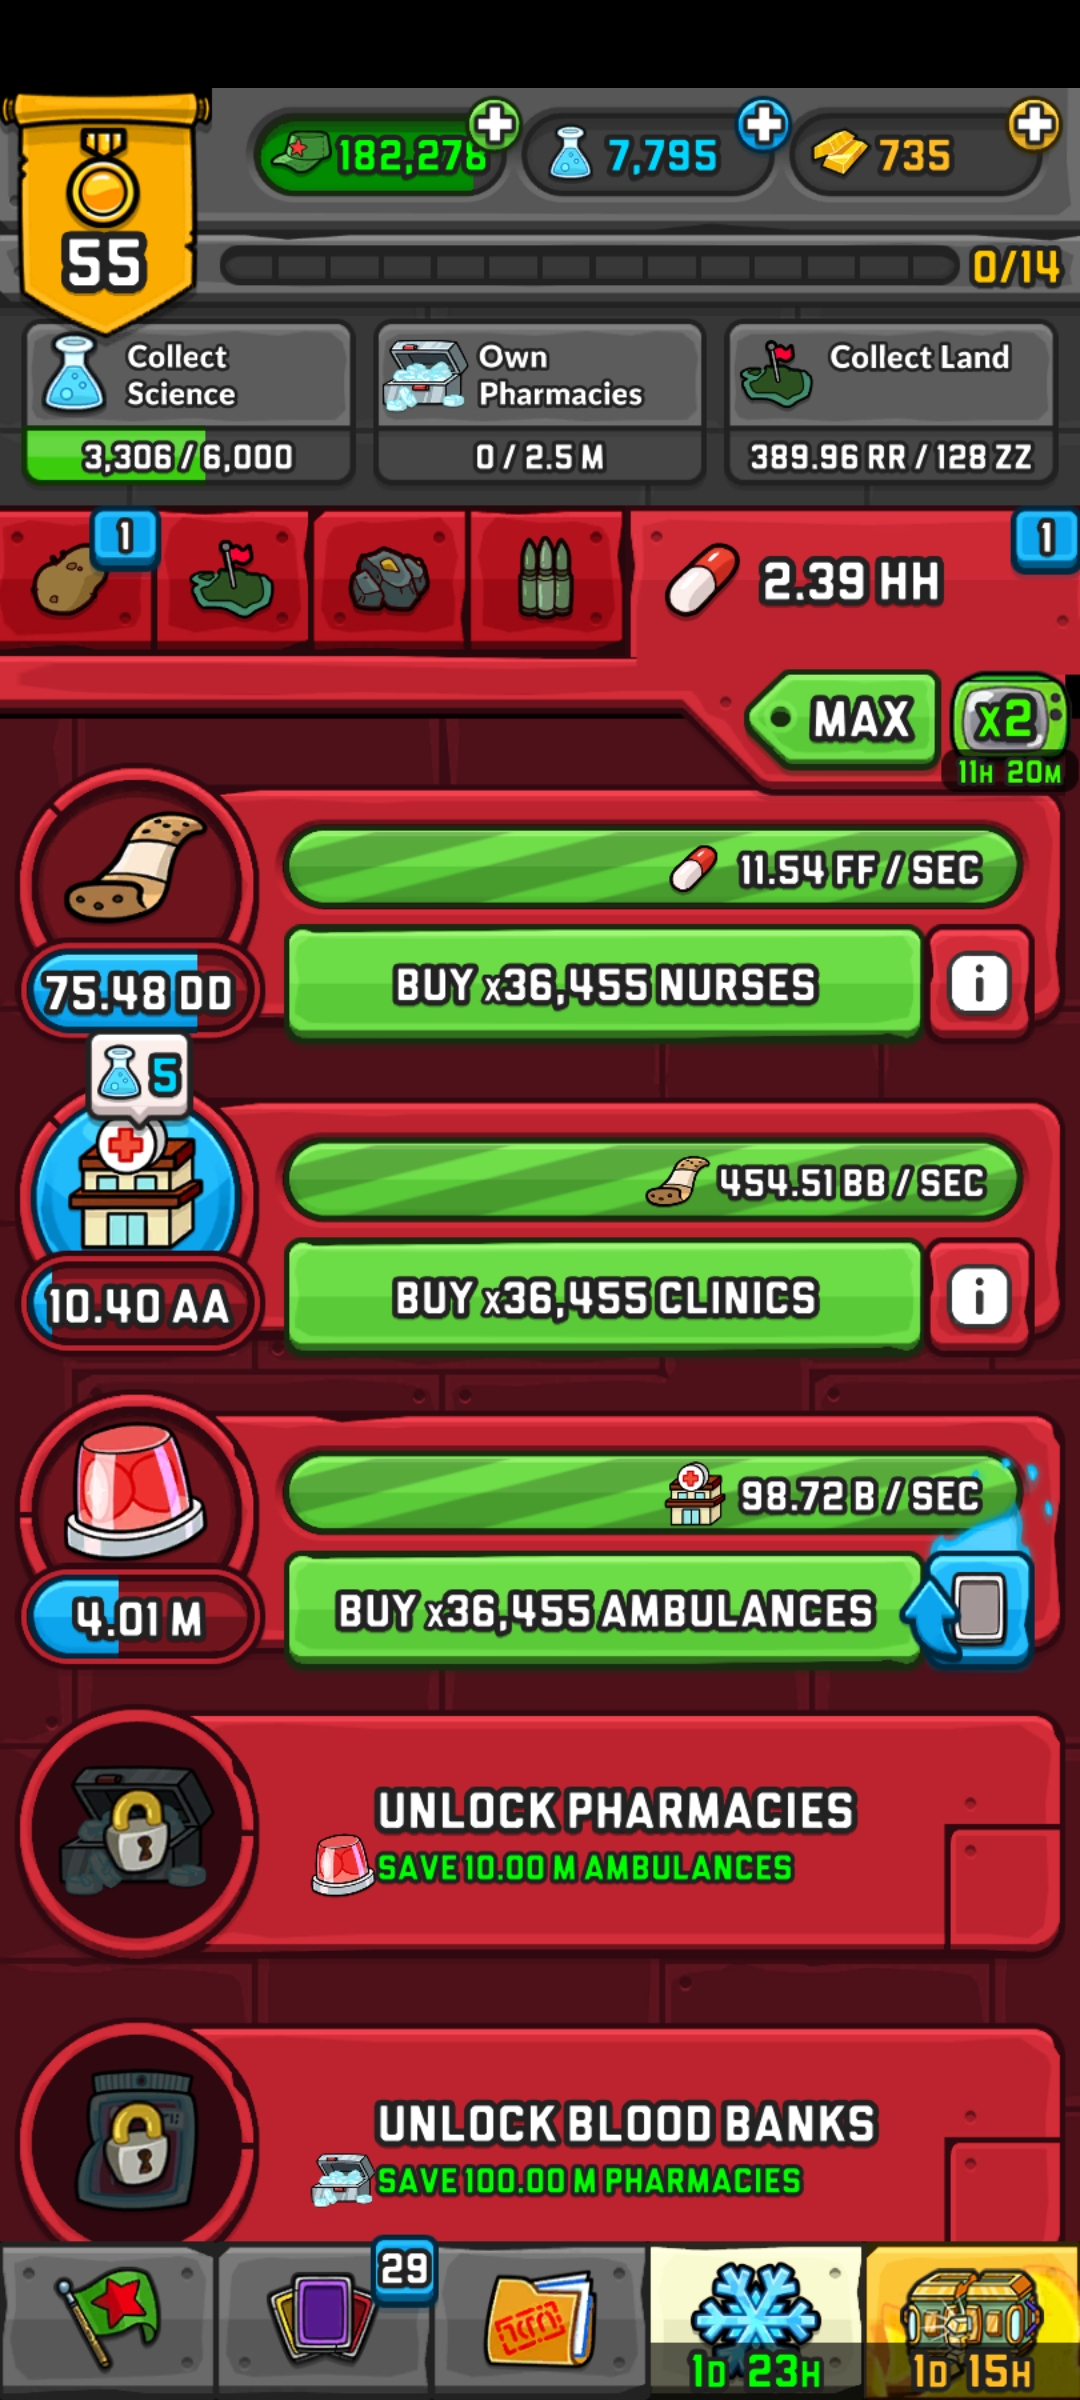 182,278
7,795
735
55
0/14
Collect
Science
3,306/6,000
Own
Pharmacies
0/2.5 M
Collect Land
389.96 RR/128 ZZ
1
2.39 HH
1
MAX
x2
11H 20M
11.54 FF/SEC
75.48 DD
BUY x36,455 NURSES
i
5
454.51 BB/SEC
10.40 AA
BUY x36,455 CLINICS
i
98.72 B/SEC
4.01 M
BUY x36,455 AMBULANCES
UNLOCK PHARMACIES
SAVE 10.00 M AMBULANCES
UNLOCK BLOOD BANKS
SAVE 100.00 M PHARMACIES
29
1D 23H
1D 15H